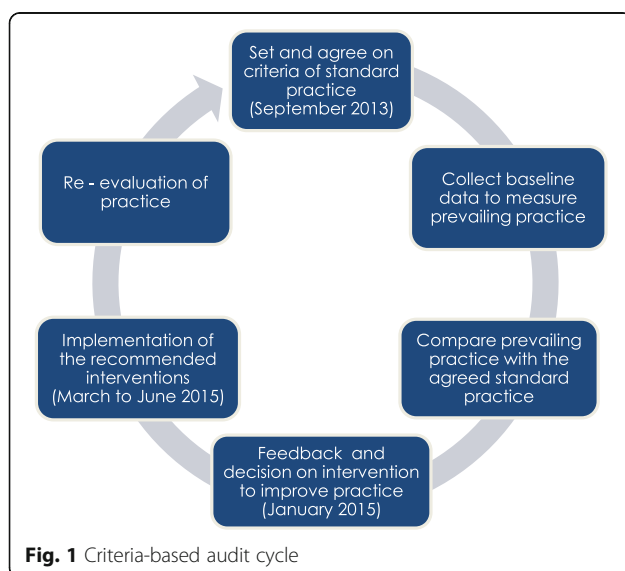 Set and agree on
criteria of standard
practice
(September 2013)
Collect baseline
data to measure
prevailing practice
Compare prevailing
practice with the
agreed standard
practice
Feedback and
decision on intervention
to improve practice
(January 2015)
Implementation of
the recommended
interventions
(March to June 2015)
Re - evaluation of
practice
Fig. 1 Criteria-based audit cycle